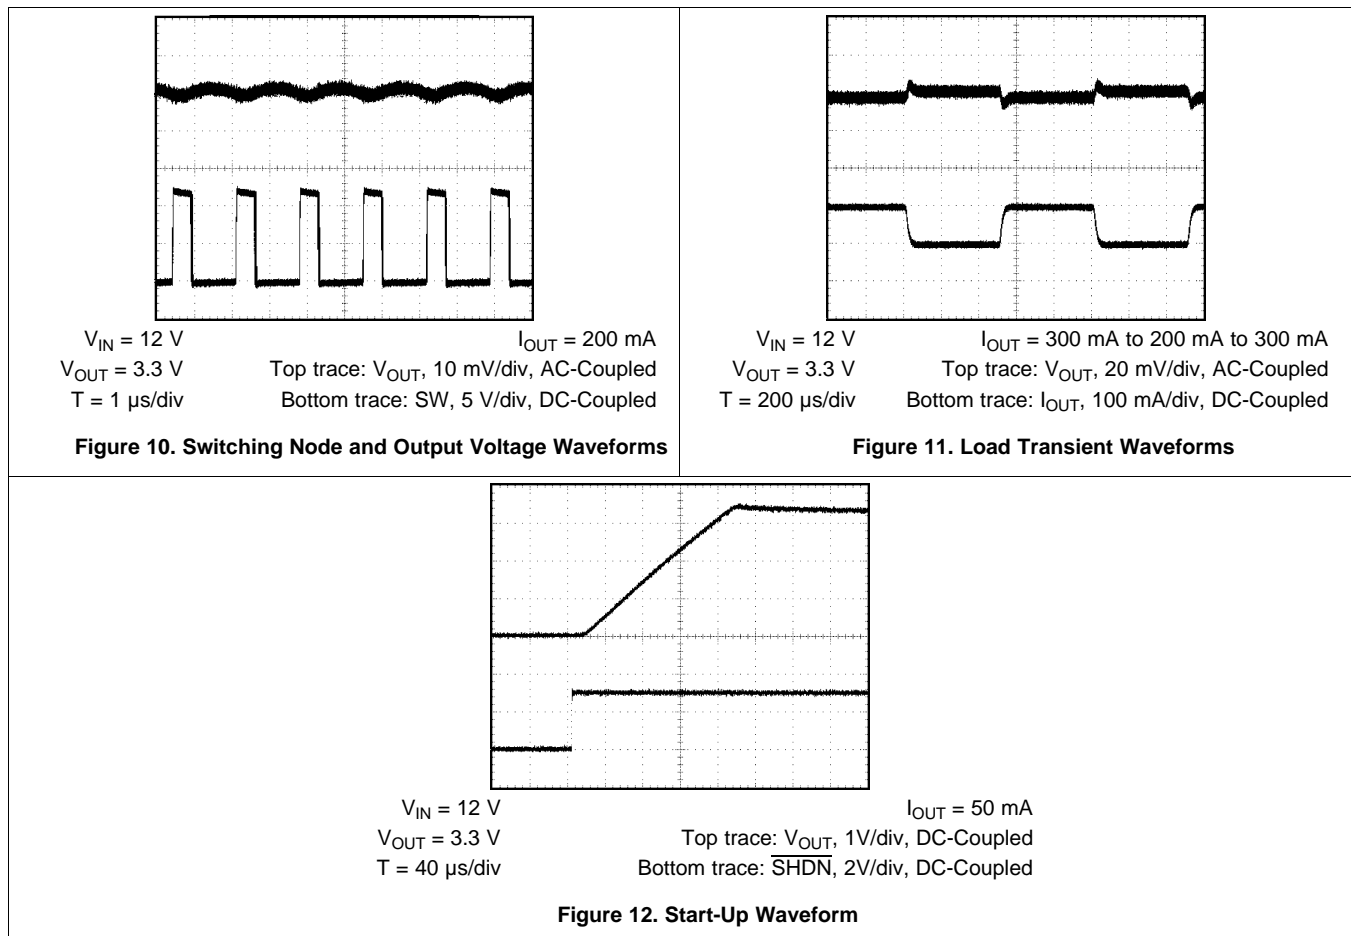 V_IN = 12 V
I_OUT = 200 mA
V_OUT = 3.3 V
Top trace: V_OUT, 10 mV/div, AC-Coupled
T = 1 µs/div
Bottom trace: SW, 5 V/div, DC-Coupled
Figure 10. Switching Node and Output Voltage Waveforms
V_IN = 12 V
I_OUT = 300 mA to 200 mA to 300 mA
V_OUT = 3.3 V
Top trace: V_OUT, 20 mV/div, AC-Coupled
T = 200 µs/div
Bottom trace: I_OUT, 100 mA/div, DC-Coupled
Figure 11. Load Transient Waveforms
V_IN = 12 V
I_OUT = 50 mA
V_OUT = 3.3 V
Top trace: V_OUT, 1V/div, DC-Coupled
T = 40 µs/div
Bottom trace: S̅H̅D̅N̅, 2V/div, DC-Coupled
Figure 12. Start-Up Waveform